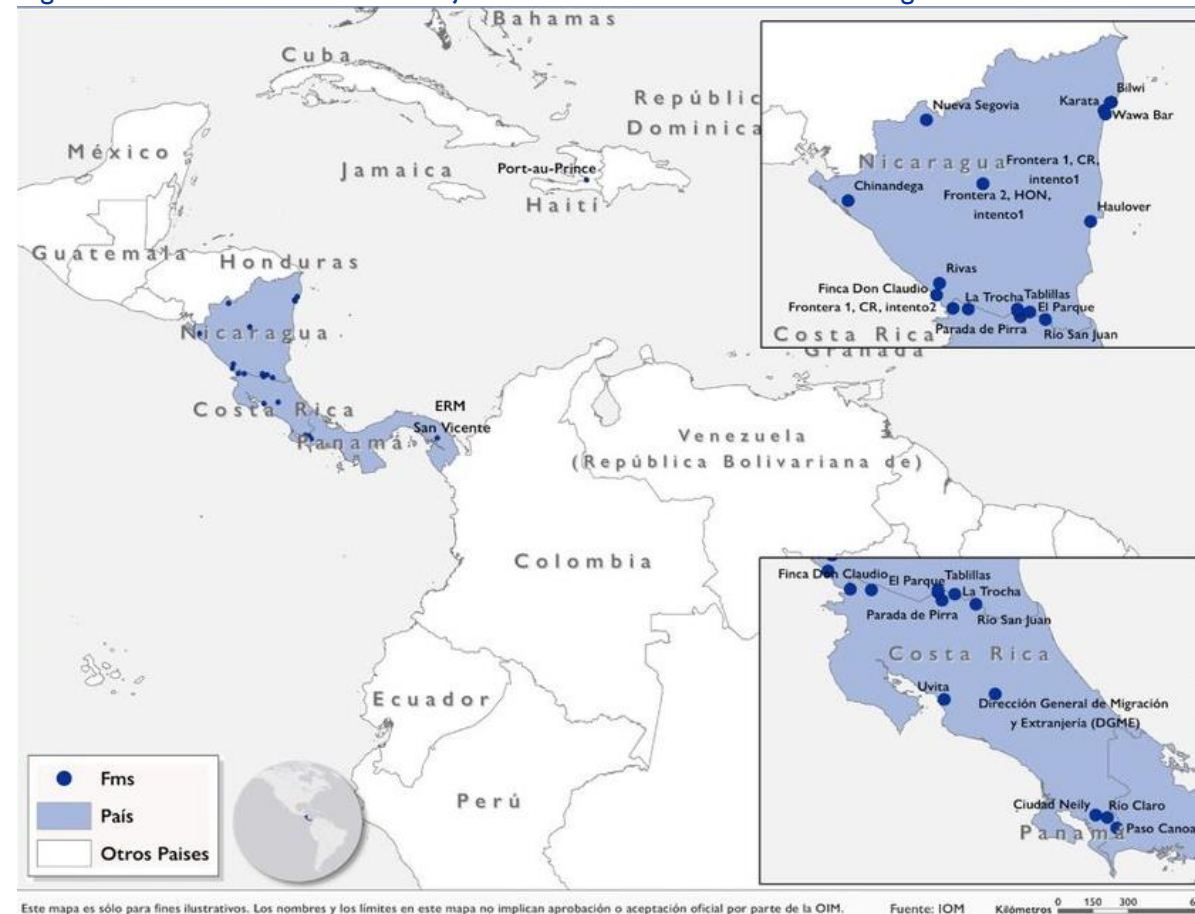 Bahamas
Cuba
Repúblic
Dominica
México
Jamaica
Port-au-Prince
Haití
Guatemala
Honduras
Nicaragua
Costa Rica
Panamá
ERM
San Vicente
Granada
Venezuela
(República Bolivariana de)
Colombia
Ecuador
Perú
Bilwi
Karata
Wawa Bar
Nueva Segovia
Nicaragua
Frontera 1, CR,
intento1
Chinandega
Frontera 2, HON,
intento1
Haulover
Rivas
Finca Don Claudio
La Trocha
Tablillas
Frontera 1, CR, intento2
El Parque
Parada de Pirra
Río San Juan
Costa Rica
Finca Don Claudio
El Parque
Tablillas
La Trocha
Parada de Pirra
Río San Juan
Costa Rica
Uvita
Dirección General de Migración
y Extranjería (DGME)
Ciudad Neily
Río Claro
Panamá
Paso Canoa
Fms
País
Otros Paises
Este mapa es sólo para fines ilustrativos. Los nombres y los límites en este mapa no implican aprobación o aceptación oficial por parte de la OIM.
Fuente: IOM
Kilómetros
0 150 300